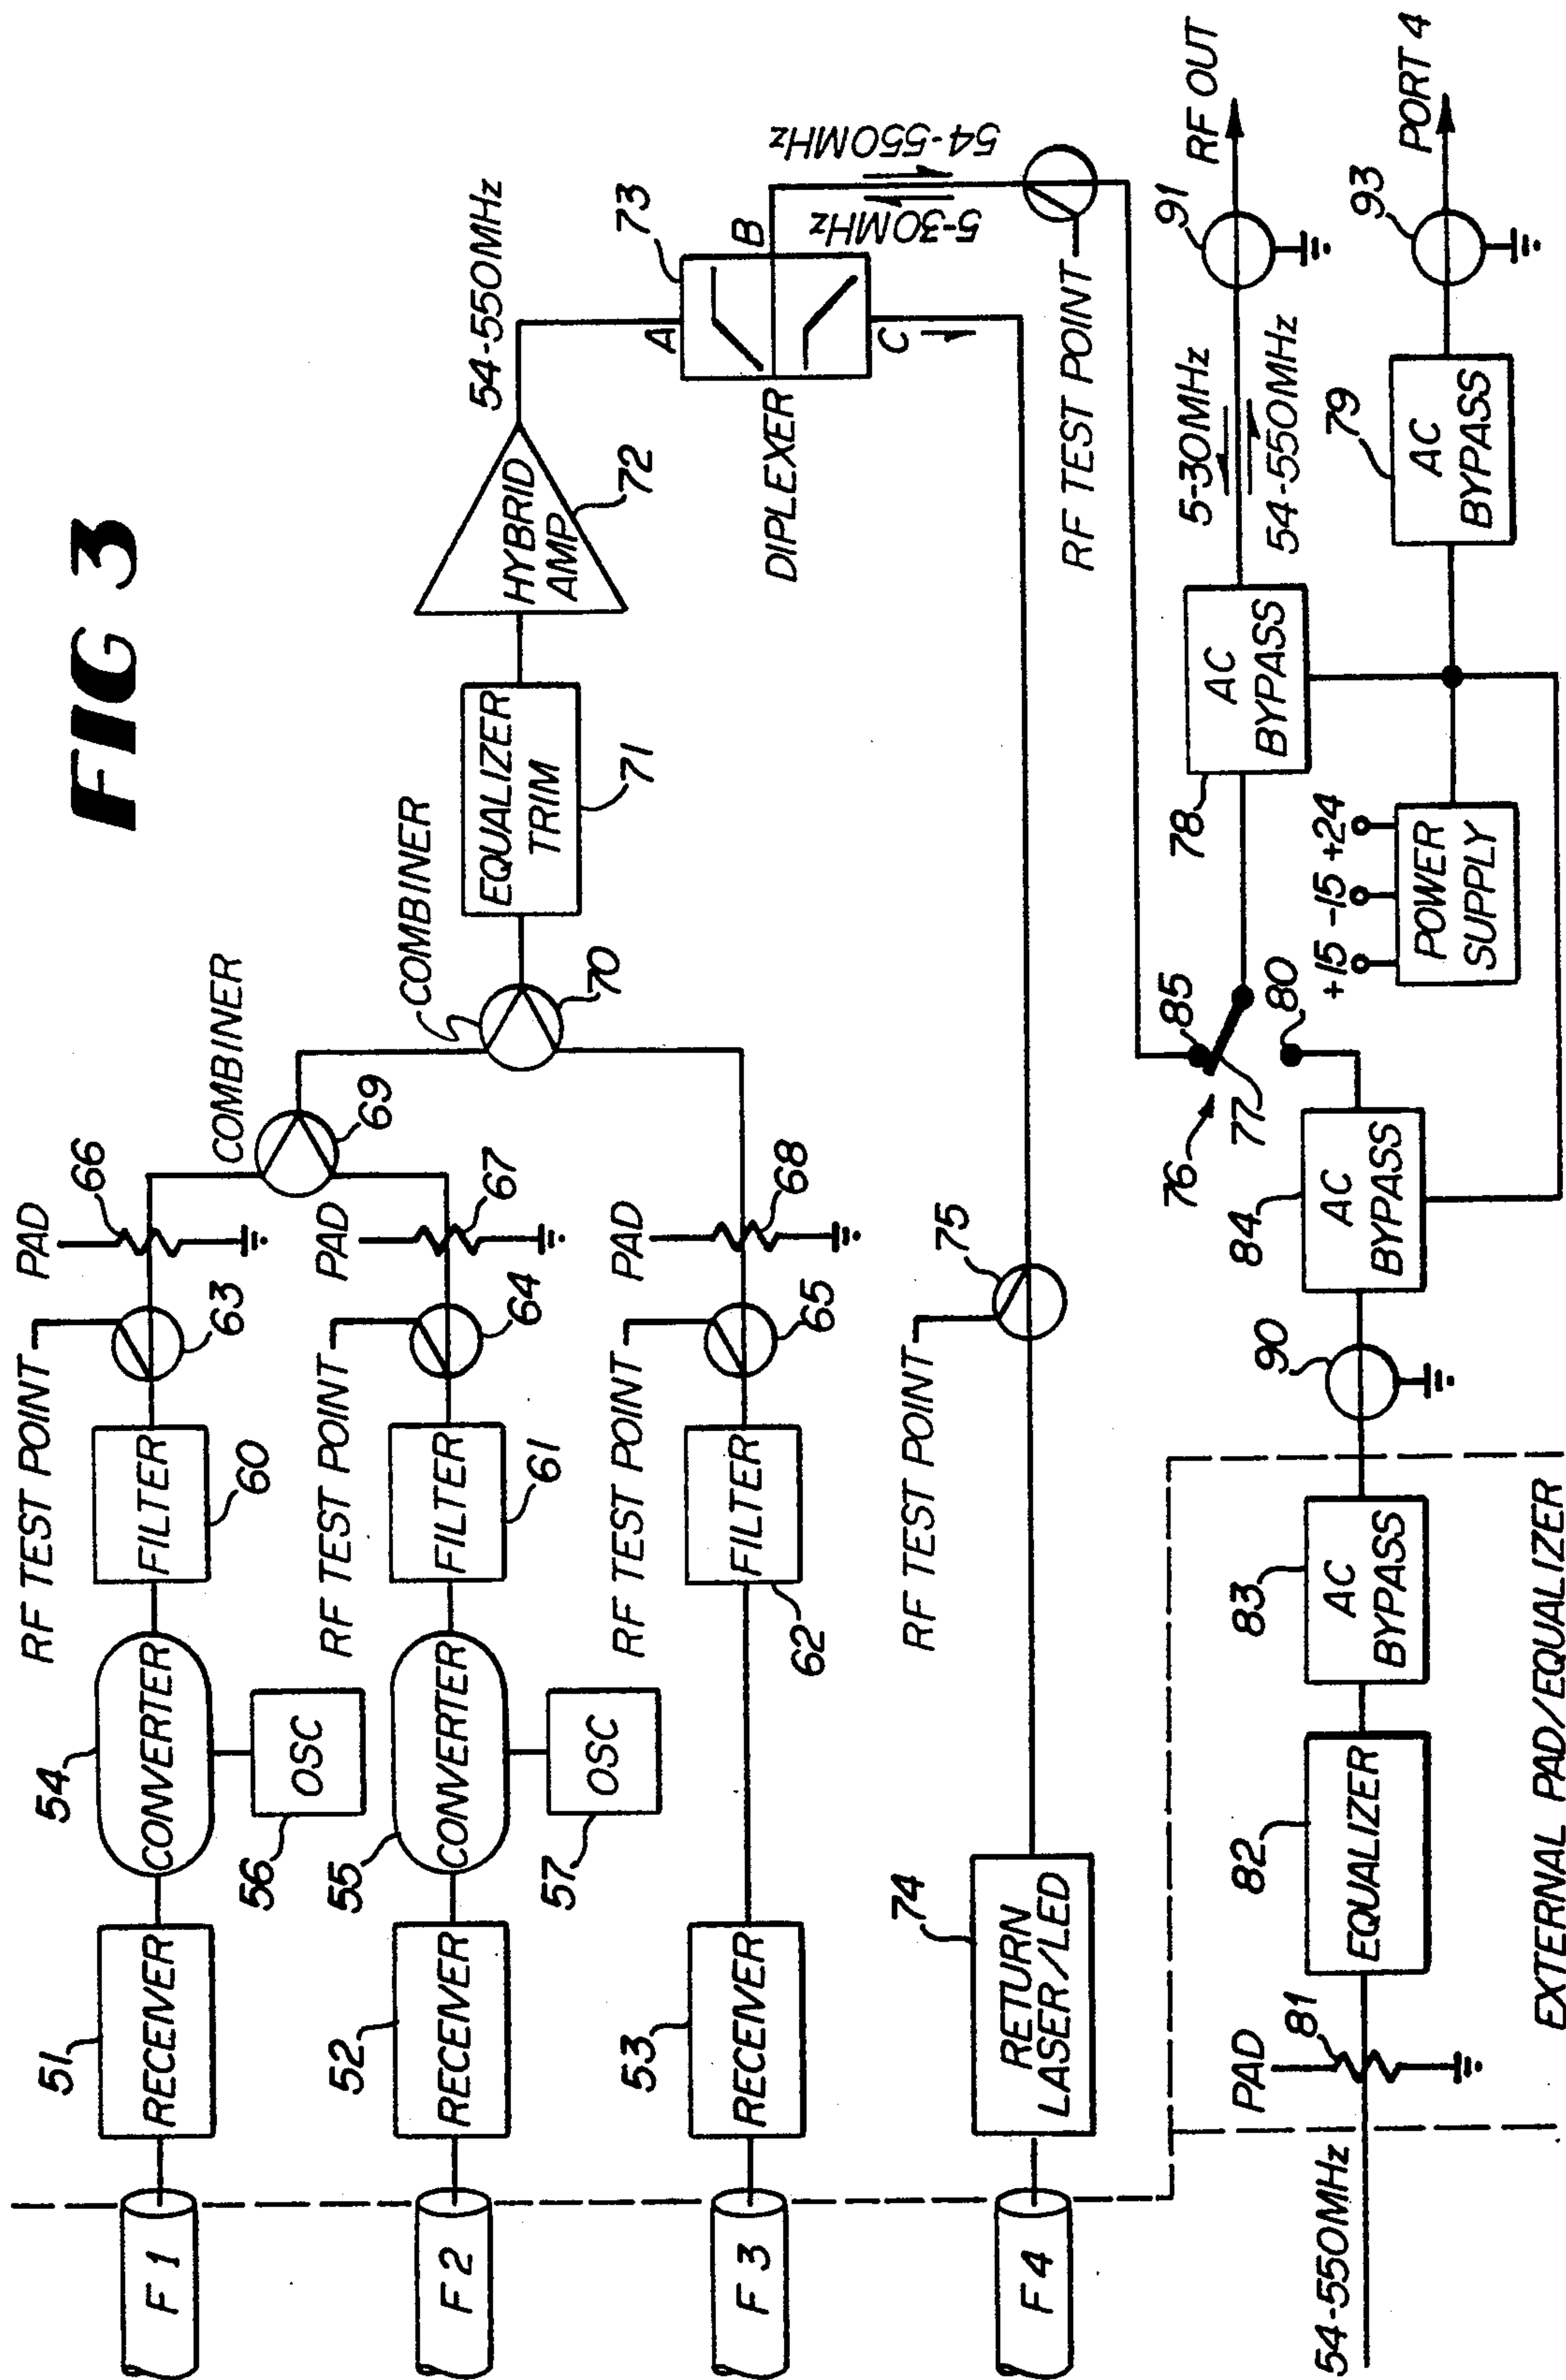 FIG 3
RF TEST POINT
PAD
66
COMBINER
51
54
RECEIVER
CONVERTER
FILTER
63
69
F 1
60
56
OSC
COMBINER
RF TEST POINT
PAD
67
52
55
RECEIVER
CONVERTER
FILTER
64
F 2
61
57
OSC
70
EQUALIZER
TRIM
71
HYBRID
AMP
72
54-550MHz
RF TEST POINT
PAD
68
53
RECEIVER
FILTER
65
F 3
62
73
A
B
C
DIPLEXER
54-550MHz
5-30MHz
RF TEST POINT
74
RETURN
LASER/LED
RF TEST POINT
75
F 4
76
77
85
80
78
AC
BYPASS
5-30MHz
54-550MHz
91
RF OUT
+15 -15 +24
POWER
SUPPLY
79
AC
BYPASS
93
PORT 4
54-550MHz
PAD
81
82
EQUALIZER
83
AC
BYPASS
90
84
AC
BYPASS
EXTERNAL PAD/EQUALIZER